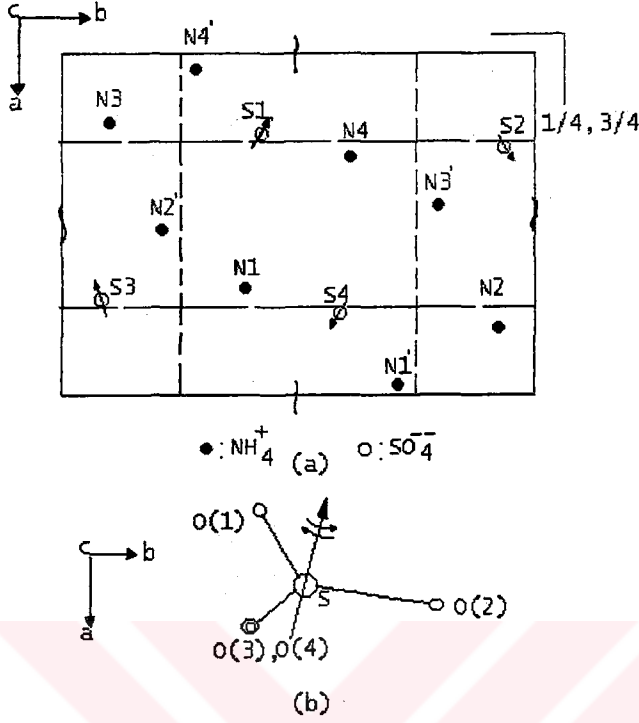 c b
a
N4'
N3
S1
N4
S2
1/4, 3/4
N3'
N2'
N1
S3
S4
N2
N1'
●: NH4+ ○: SO4--
(a)
c b
a
O(1)
S
O(2)
O(3), O(4)
(b)